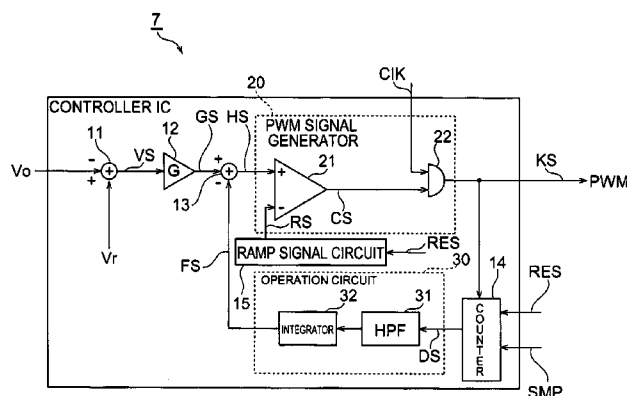 7
CONTROLLER IC
20
CIK
11
12
GS
HS
PWM SIGNAL
GENERATOR
22
Vo
-
+
+
VS
G
+
-
+
13
21
+
-
CS
KS
PWM
Vr
FS
RS
RAMP SIGNAL CIRCUIT
RES
15
30
14
OPERATION CIRCUIT
32
31
INTEGRATOR
HPF
DS
COUNTER
RES
SMP